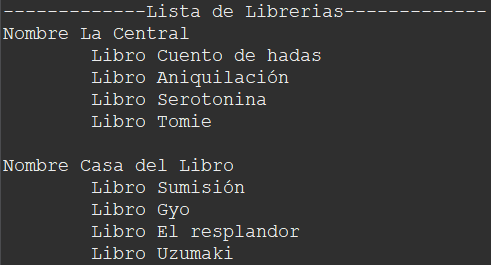 -------------Lista de Librerias-------------
Nombre La Central
Libro Cuento de hadas
Libro Aniquilación
Libro Serotonina
Libro Tomie
Nombre Casa del Libro
Libro Sumisión
Libro Gyo
Libro El resplandor
Libro Uzumaki